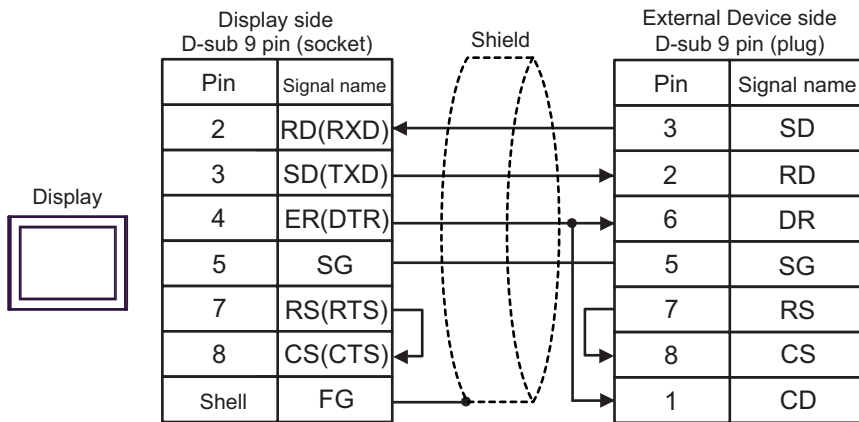 Display side
D-sub 9 pin (socket)
Shield
External Device side
D-sub 9 pin (plug)
Pin Signal name Pin Signal name
2 RD(RXD) 3 SD
3 SD(TXD) 2 RD
Display
4 ER(DTR) 6 DR
5 SG 5 SG
7 RS(RTS) 7 RS
8 CS(CTS) 8 CS
Shell FG 1 CD